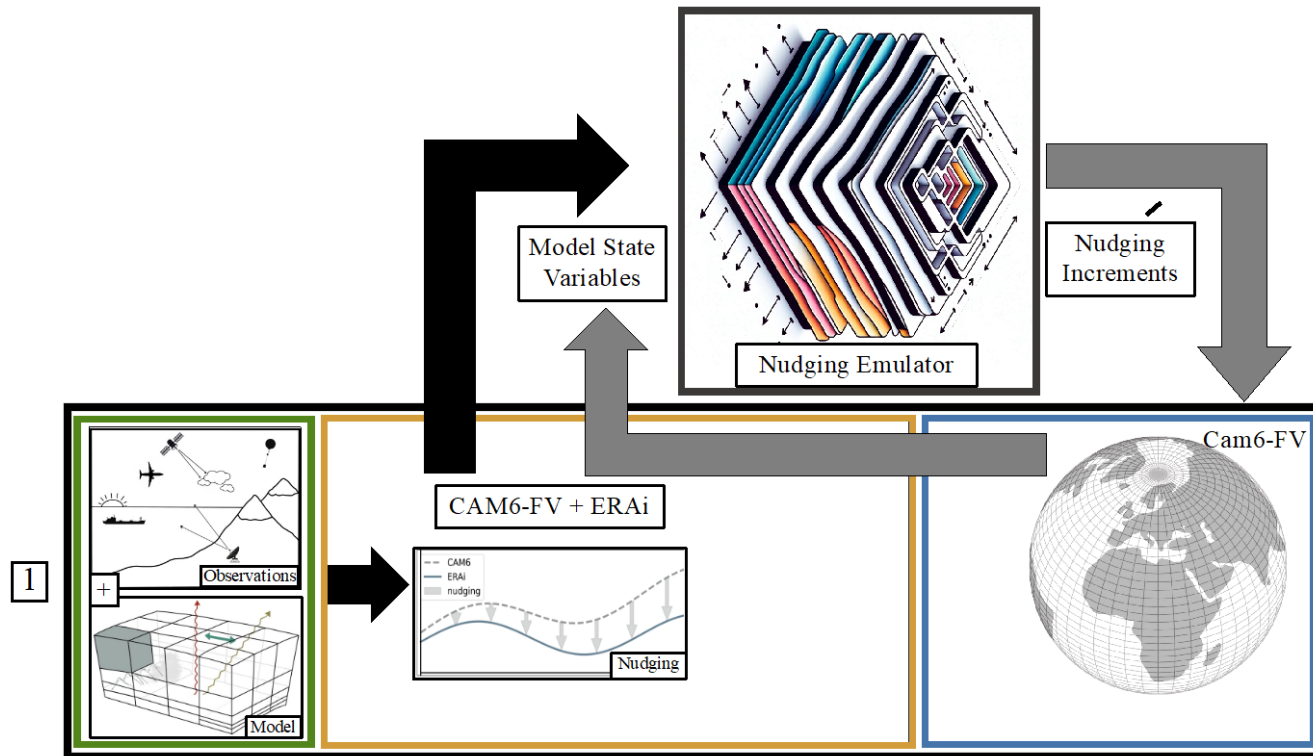 Model State
Variables
Nudging
Increments
Nudging Emulator
Cam6-FV
CAM6-FV + ERAi
1
Observations
+
Model
CAM6
ERAi
nudging
Nudging